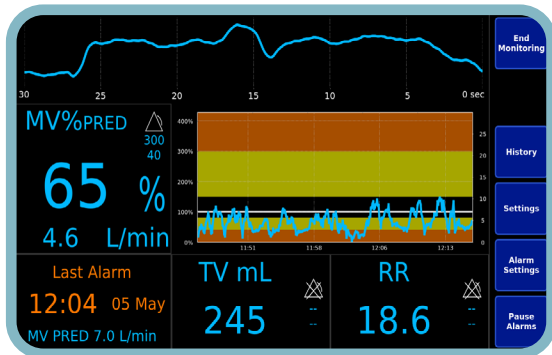 End
Monitoring
30 25 20 15 10 5 0 sec
MV%PRED
300
40
65 %
4.6 L/min
400%
300%
200%
100%
0%
25
20
15
10
5
0
11:51 11:58 12:06 12:13
History
Settings
Last Alarm
12:04 05 May
MV PRED 7.0 L/min
TV mL
--
--
245
RR
--
--
18.6
Alarm
Settings
Pause
Alarms